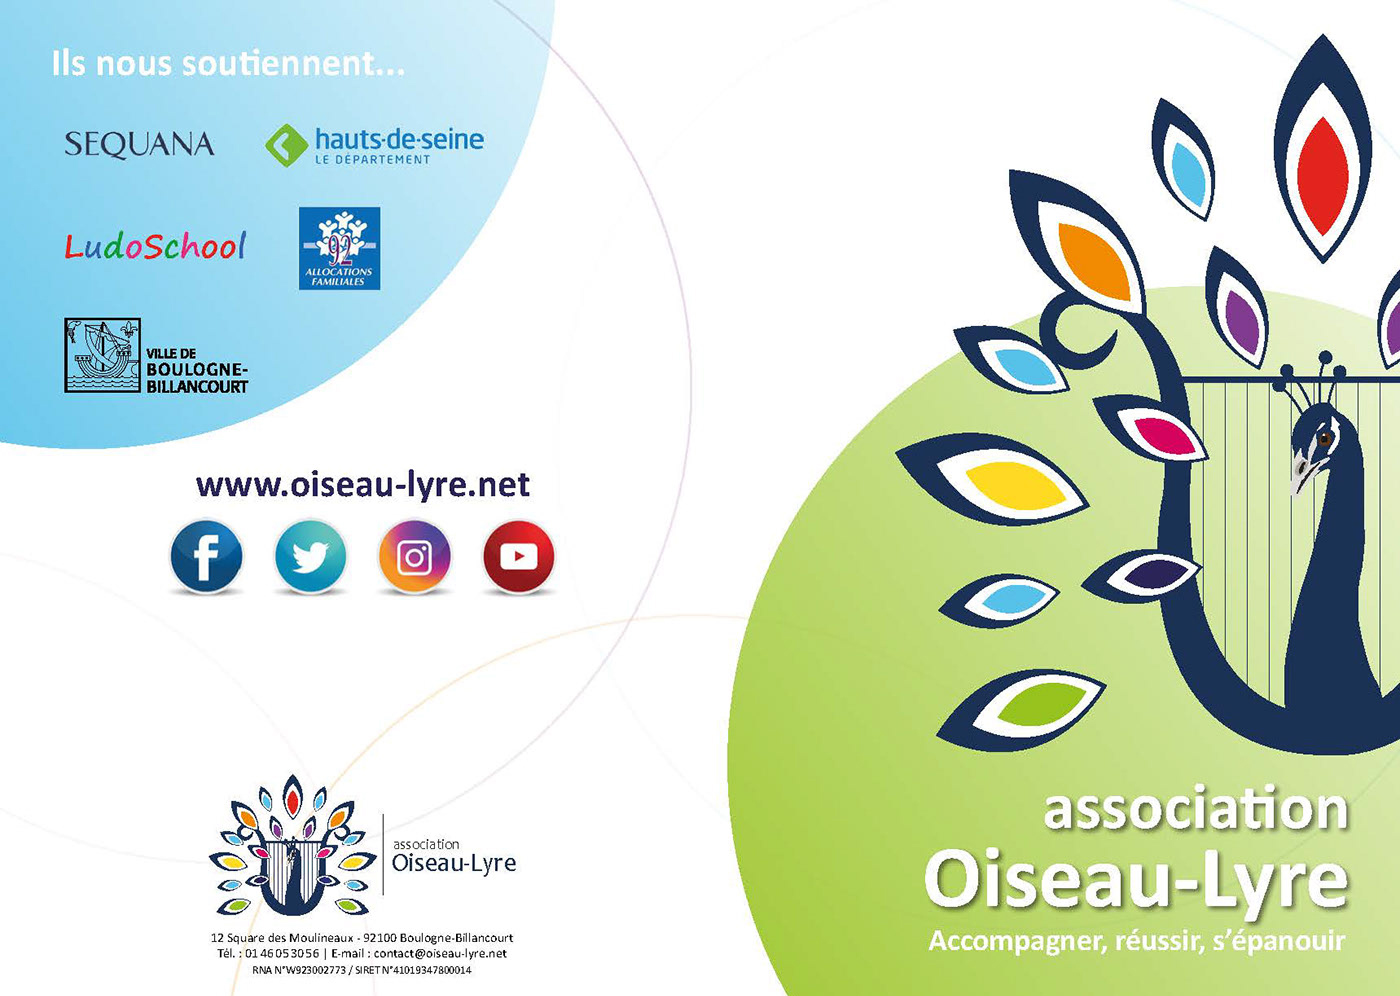 Ils nous soutiennent...
SEQUANA
hauts-de-seine
LE DÉPARTEMENT
LudoSchool
92
ALLOCATIONS
FAMILIALES
VILLE DE
BOULOGNE-
BILLANCOURT
www.oiseau-lyre.net
association
Oiseau-Lyre
12 Square des Moulineaux - 92100 Boulogne-Billancourt
Tél. : 01 46 05 30 56 | E-mail : contact@oiseau-lyre.net
RNA N°W923002773 / SIRET N°41019347800014
association
Oiseau-Lyre
Accompagner, réussir, s'épanouir